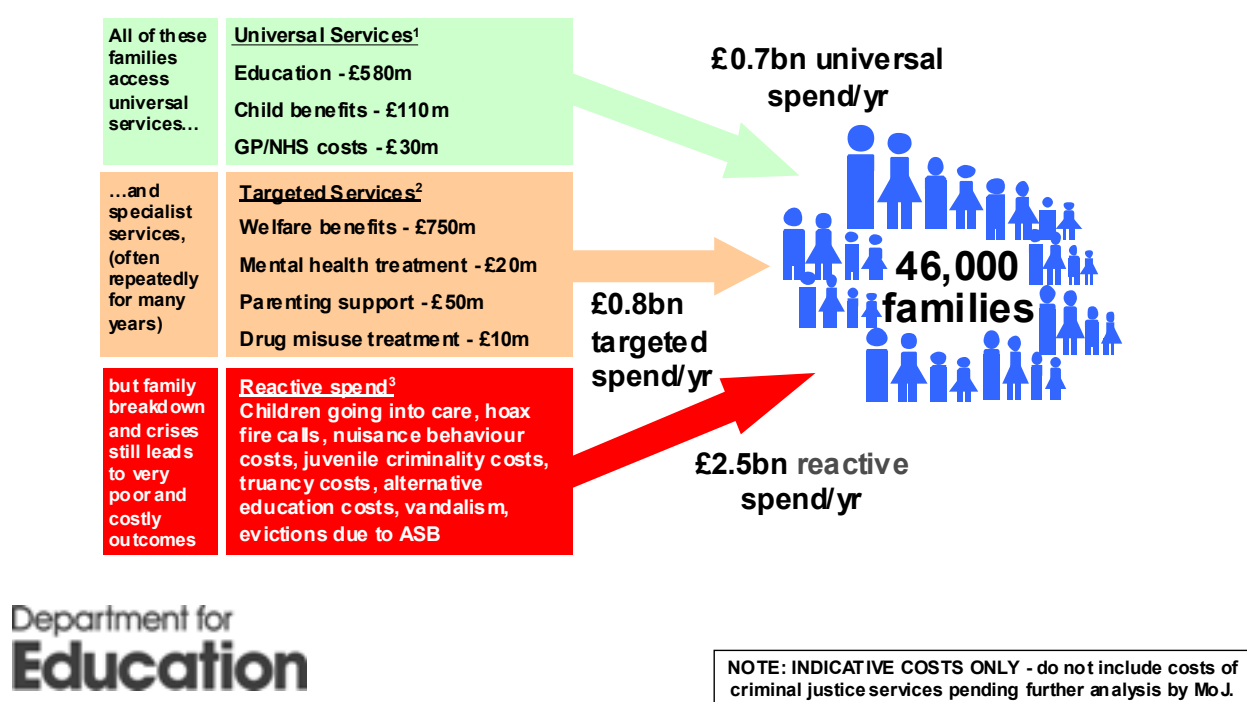 All of these
families
access
universal
services…
Universal Services¹
Education - £580m
Child benefits - £110m
GP/NHS costs - £30m
£0.7bn universal
spend/yr
…and
specialist
services,
(often
repeatedly
for many
years)
Targeted Services²
Welfare benefits - £750m
Mental health treatment - £20m
Parenting support - £50m
Drug misuse treatment - £10m
£0.8bn
targeted
spend/yr
46,000
families
but family
breakdown
and crises
still leads
to very
poor and
costly
outcomes
Reactive spend³
Children going into care, hoax
fire calls, nuisance behaviour
costs, juvenile criminality costs,
truancy costs, alternative
education costs, vandalism,
evictions due to ASB
£2.5bn reactive
spend/yr
Department for
Education
NOTE: INDICATIVE COSTS ONLY - do not include costs of
criminal justice services pending further analysis by MoJ.